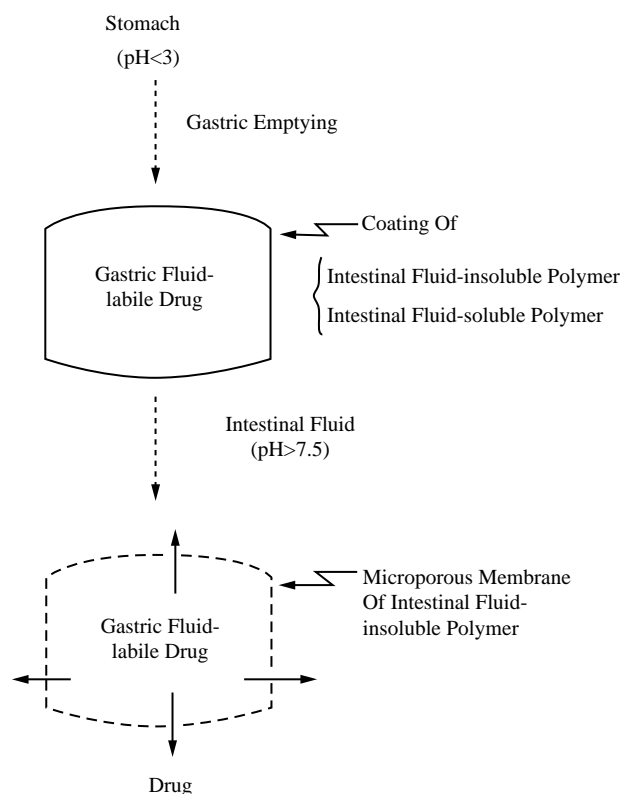 Stomach
(pH<3)
Gastric Emptying
Coating Of
Gastric Fluid-
labile Drug
Intestinal Fluid-insoluble Polymer
Intestinal Fluid-soluble Polymer
Intestinal Fluid
(pH>7.5)
Microporous Membrane
Of Intestinal Fluid-
insoluble Polymer
Gastric Fluid-
labile Drug
Drug